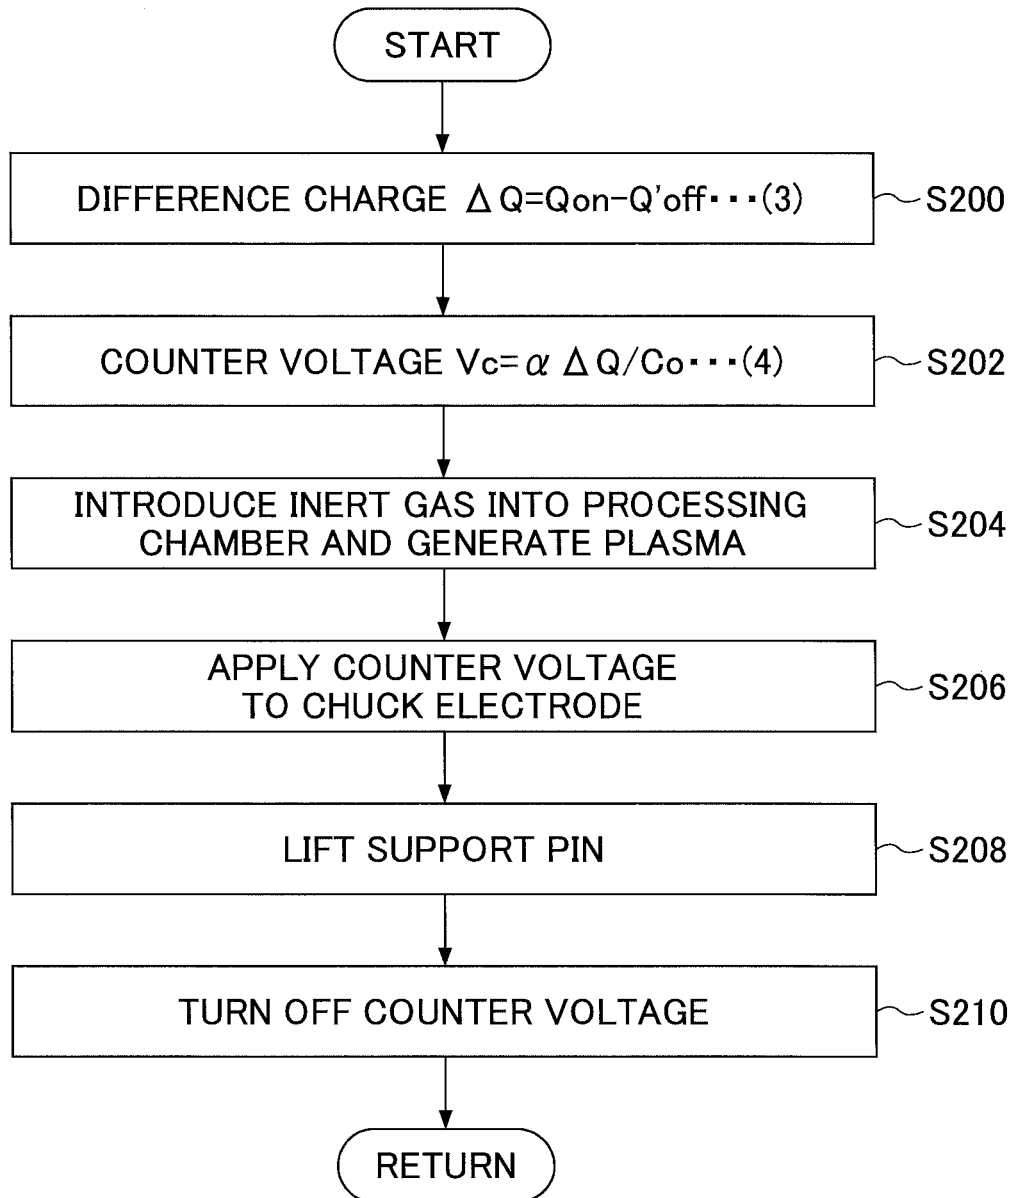 START
DIFFERENCE CHARGE ΔQ=Qon-Q'off･･･(3)
S200
COUNTER VOLTAGE Vc=α ΔQ/Co･･･(4)
S202
INTRODUCE INERT GAS INTO PROCESSING
CHAMBER AND GENERATE PLASMA
S204
APPLY COUNTER VOLTAGE
TO CHUCK ELECTRODE
S206
LIFT SUPPORT PIN
S208
TURN OFF COUNTER VOLTAGE
S210
RETURN